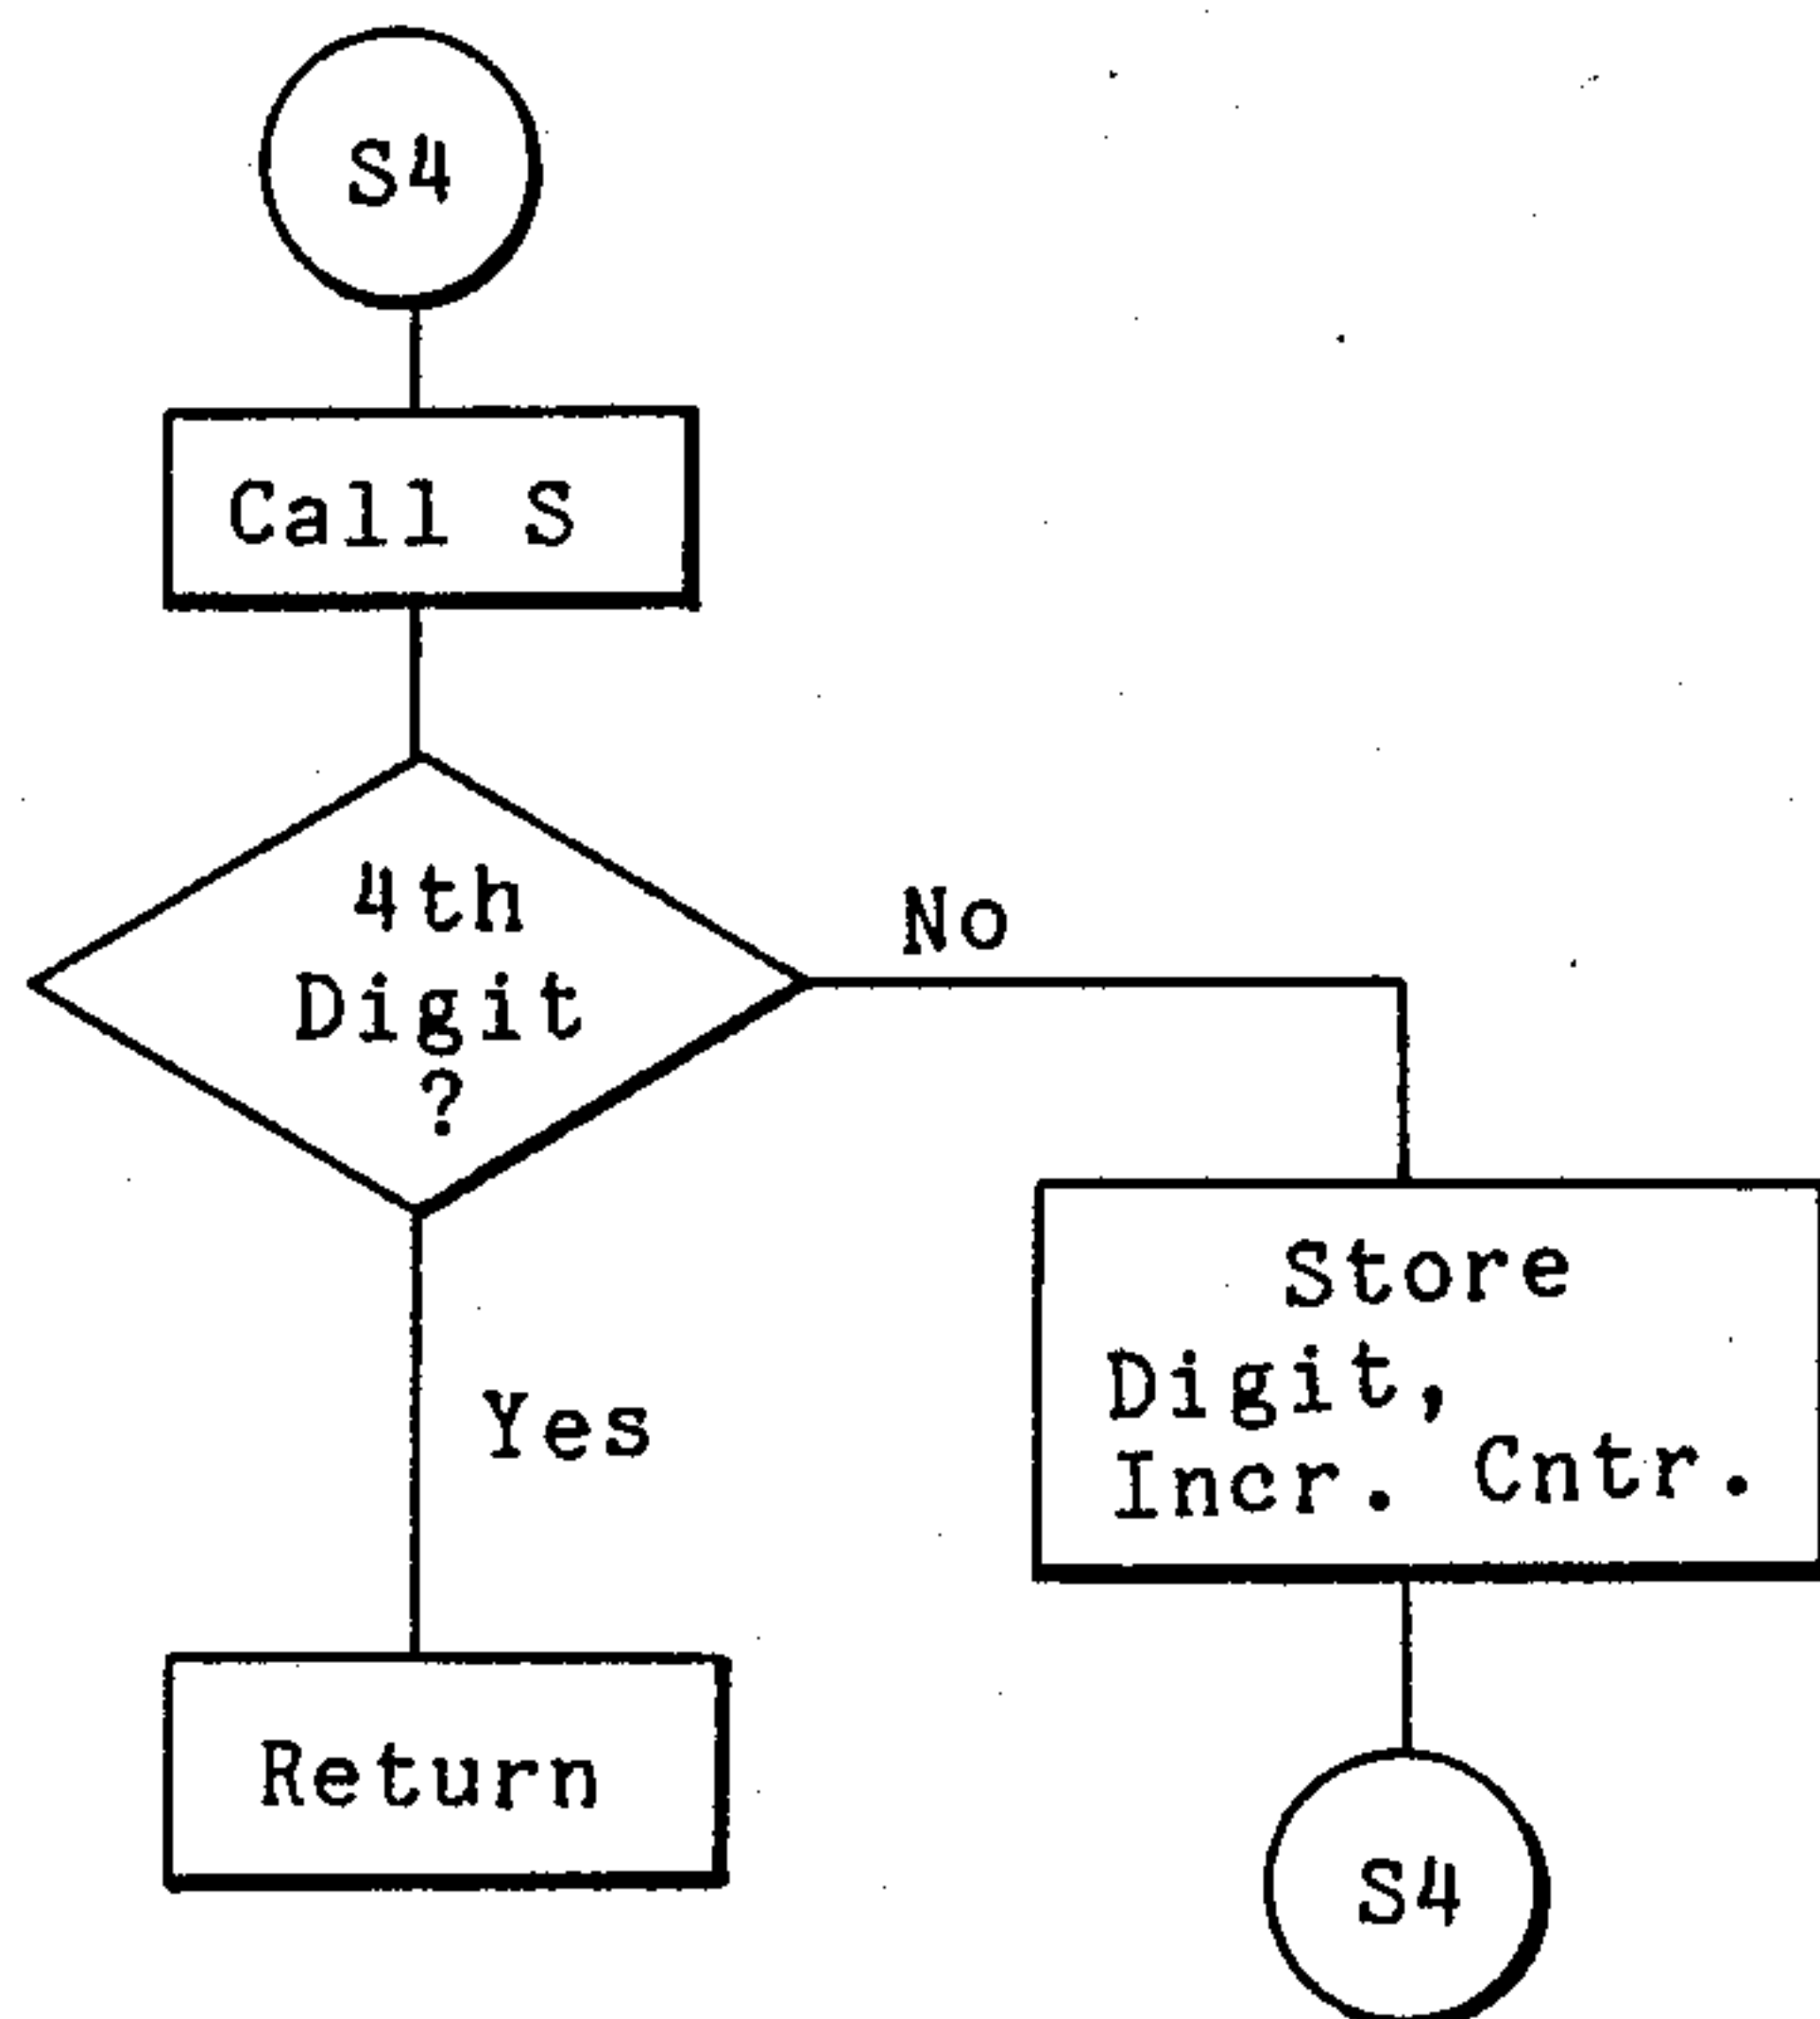 S4
Call S
4th
Digit
?
No
Yes
Store
Digit,
Incr. Cntr.
Return
S4